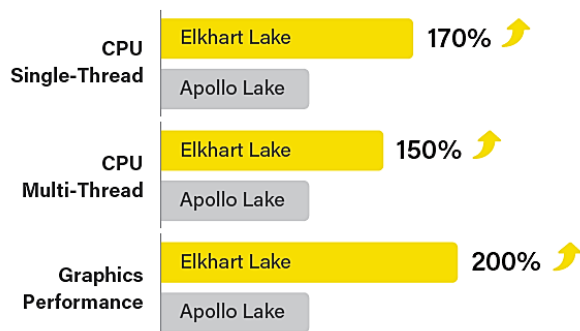 CPU
Single-Thread
Elkhart Lake
170%
Apollo Lake
CPU
Multi-Thread
Elkhart Lake
150%
Apollo Lake
Graphics
Performance
Elkhart Lake
200%
Apollo Lake